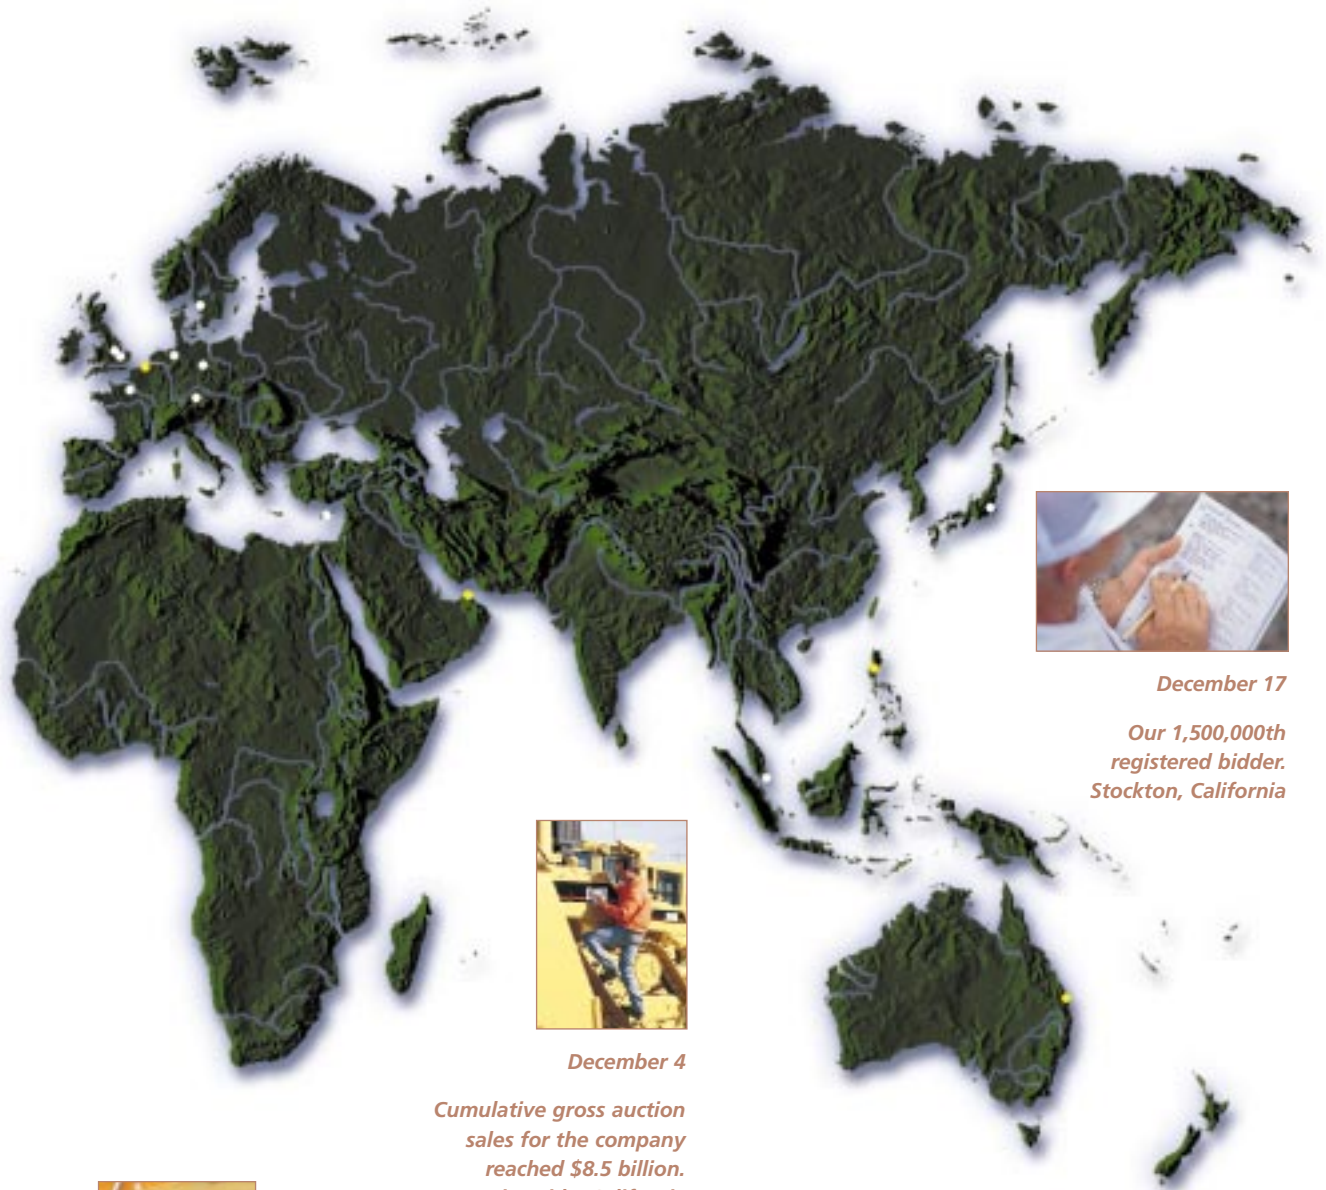 December 17
Our 1,500,000th
registered bidder.
Stockton, California
December 4
Cumulative gross auction
sales for the company
reached $8.5 billion.